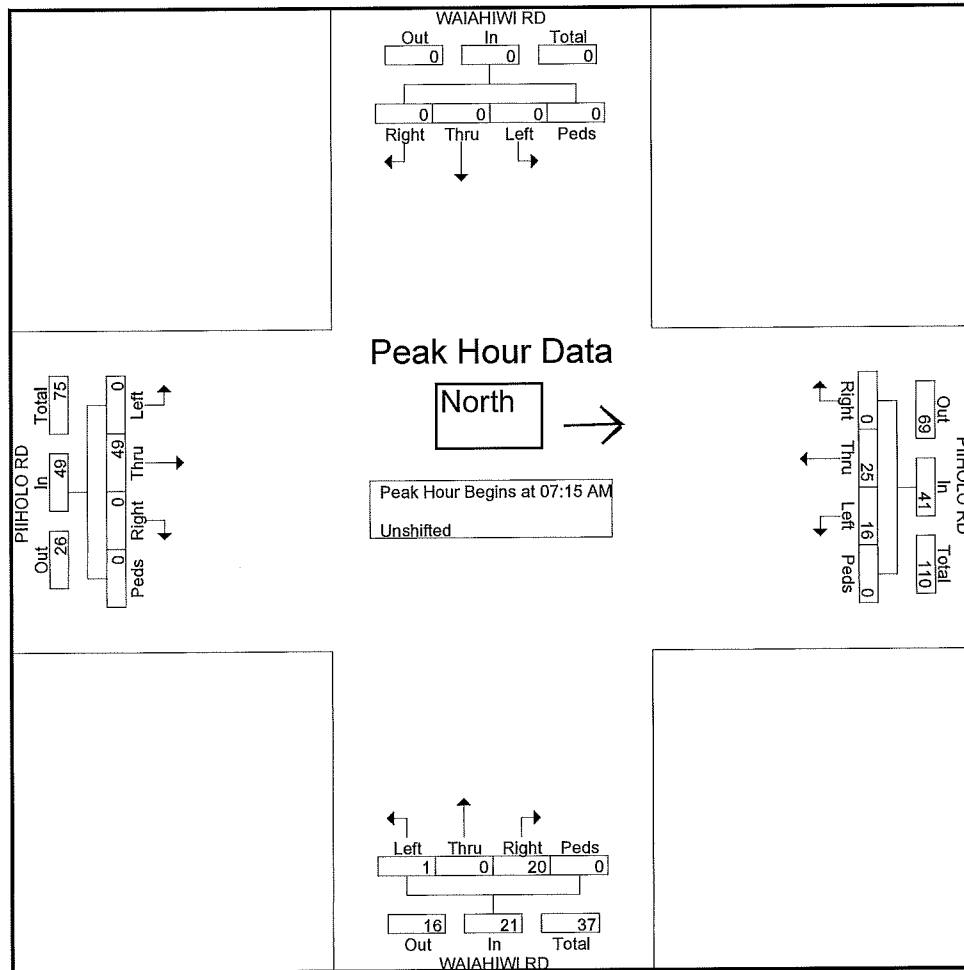 WAIAHIWI RD
Out In Total
0 0 0
0 0 0 0
Right Thru Left Peds
Peak Hour Data
North
Peak Hour Begins at 07:15 AM
Unshifted
PIIHOLO RD
Out In Total
26 49 75
0 49 0 0
Left Thru Right Peds
PIIHOLO RD
Out In Total
69 41 110
0 25 16 0
Right Thru Left Peds
Left Thru Right Peds
1 0 20 0
16 21 37
Out In Total
WAIAHIWI RD